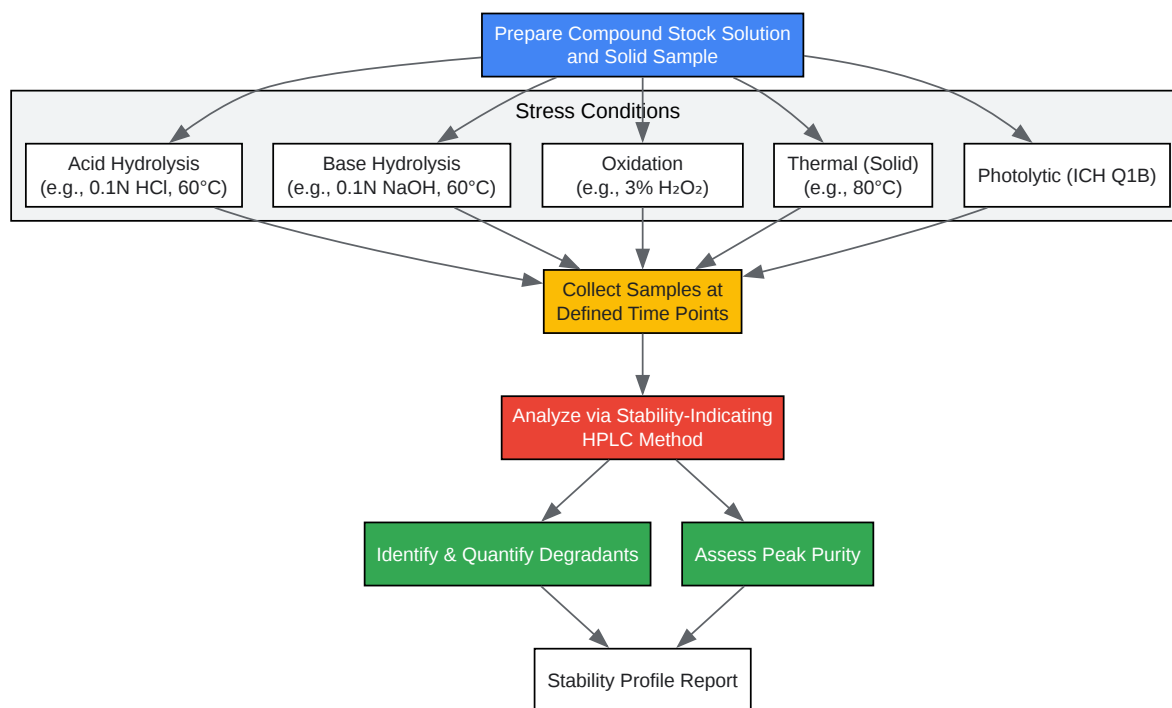 Prepare Compound Stock Solution
and Solid Sample
Stress Conditions
Acid Hydrolysis
(e.g., 0.1N HCl, 60°C)
Base Hydrolysis
(e.g., 0.1N NaOH, 60°C)
Oxidation
(e.g., 3% H₂O₂)
Thermal (Solid)
(e.g., 80°C)
Photolytic (ICH Q1B)
Collect Samples at
Defined Time Points
Analyze via Stability-Indicating
HPLC Method
Identify & Quantify Degradants
Assess Peak Purity
Stability Profile Report